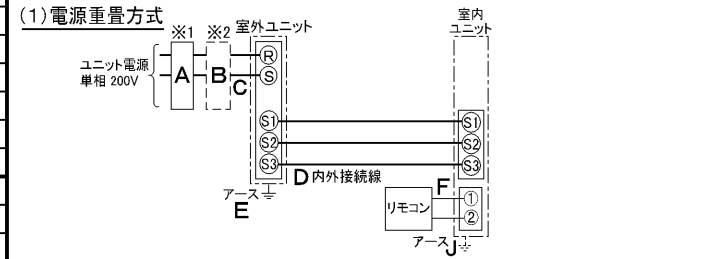 (1)電源重畳方式
※1 ※2 室外ユニット
室内
ユニット
ユニット電源
単相 200V
A
B
C
R
S
S1
S2
S3
S1
S2
S3
D 内外接続線
アース
E
F
リモコン
①
②
アース J